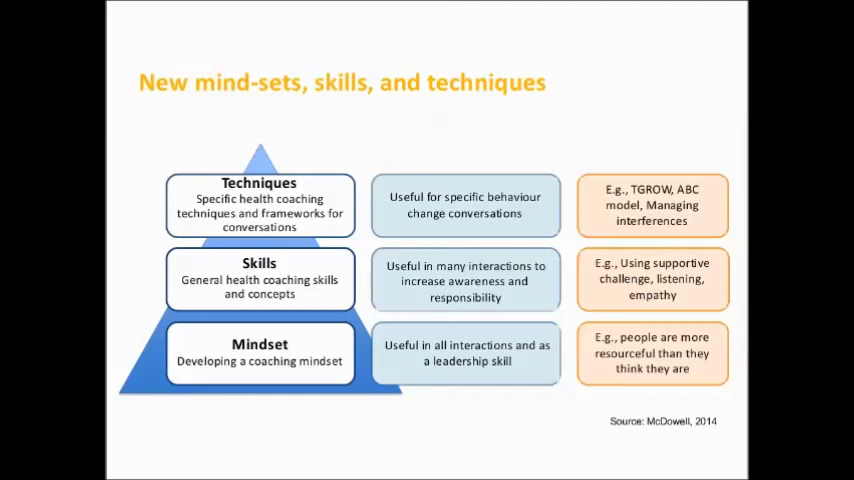 New mind-sets, skills, and techniques
Techniques
Specific health coaching
techniques and frameworks for
conversations
Useful for specific behaviour
change conversations
E.g., TGROW, ABC
model, Managing
interferences
Skills
General health coaching skills
and concepts
Useful in many interactions to
increase awareness and
responsibility
E.g., Using supportive
challenge, listening,
empathy
Mindset
Developing a coaching mindset
Useful in all interactions and as
a leadership skill
E.g., people are more
resourceful than they
think they are
Source: McDowell, 2014